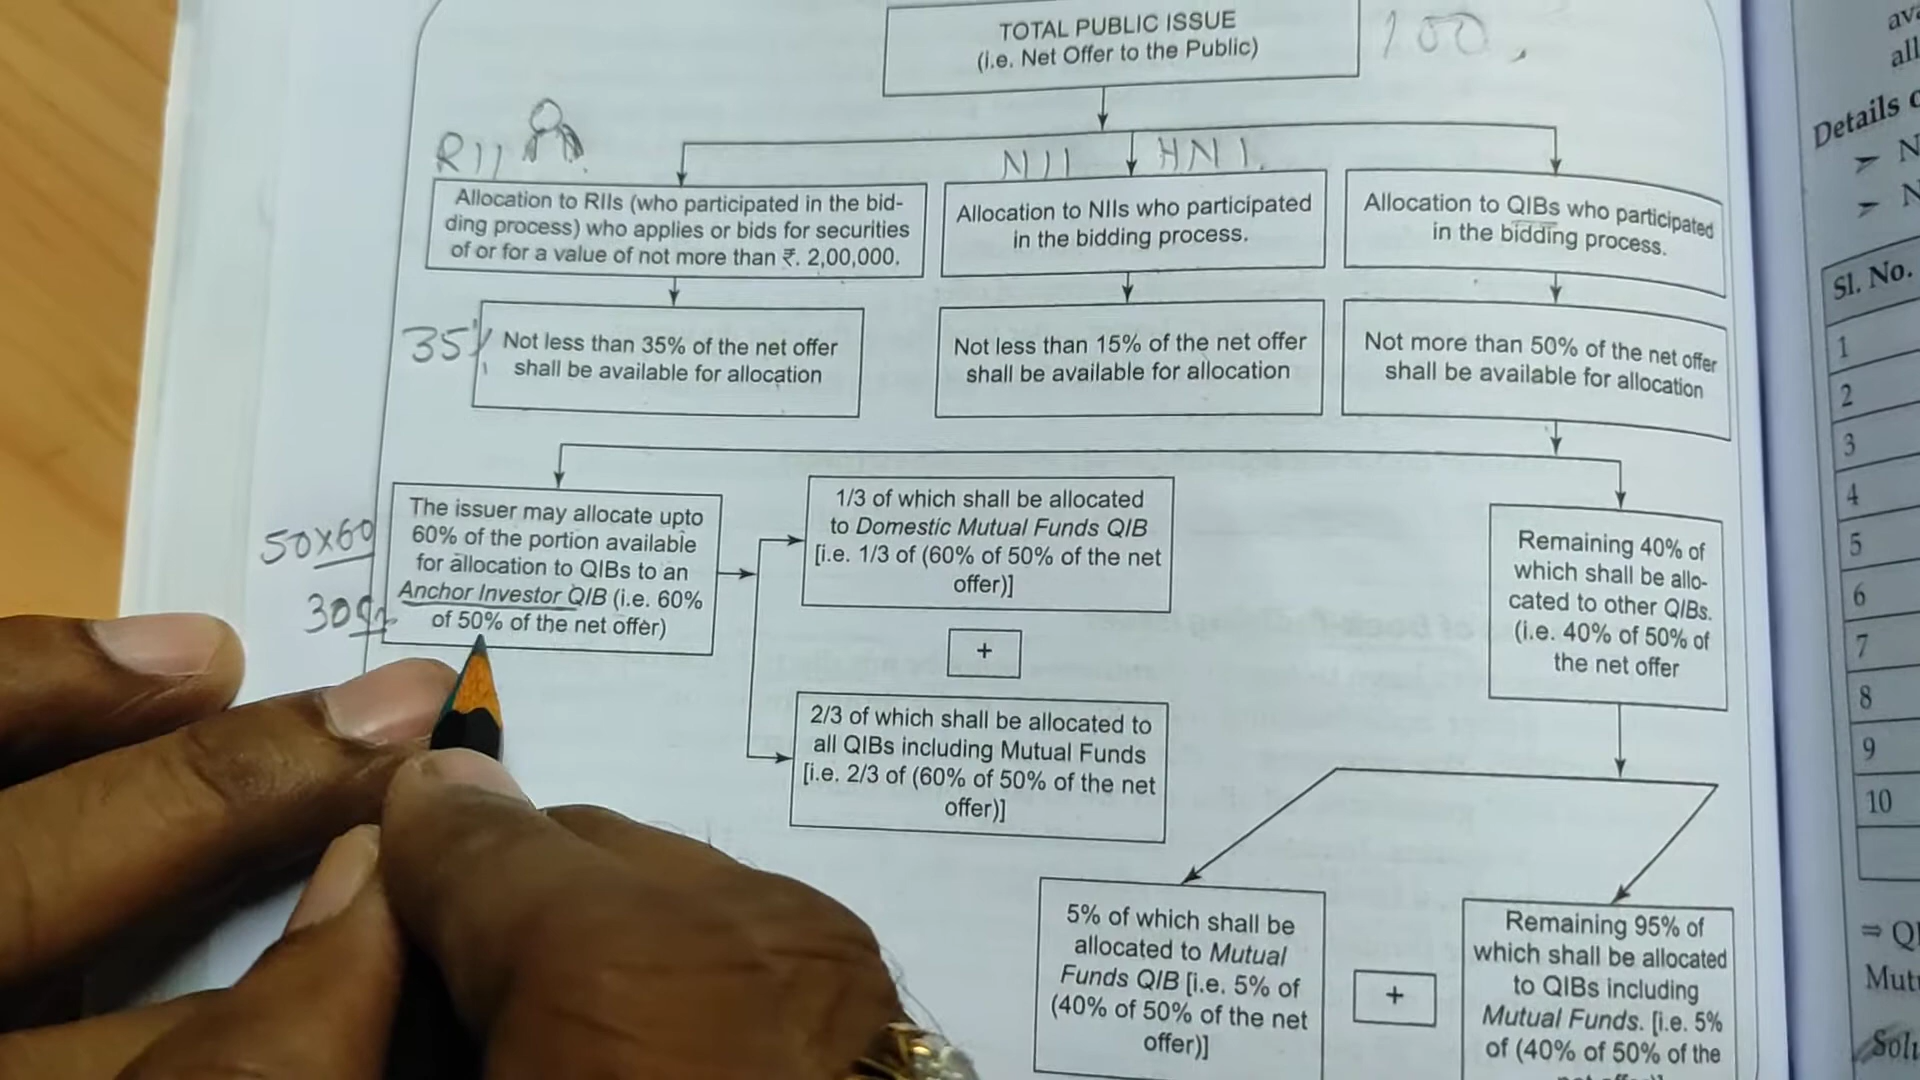 TOTAL PUBLIC ISSUE
(i.e. Net Offer to the Public)
100
RII
NII
HNI.
Allocation to RIIs (who participated in the bid-
ding process) who applies or bids for securities
of or for a value of not more than ₹. 2,00,000.
Allocation to NIIs who participated
in the bidding process.
Allocation to QIBs who participated
in the bidding process.
35%
Not less than 35% of the net offer
shall be available for allocation
Not less than 15% of the net offer
shall be available for allocation
Not more than 50% of the net offer
shall be available for allocation
50x60
30%
The issuer may allocate upto
60% of the portion available
for allocation to QIBs to an
Anchor Investor QIB (i.e. 60%
of 50% of the net offer)
1/3 of which shall be allocated
to Domestic Mutual Funds QIB
[i.e. 1/3 of (60% of 50% of the net
offer)]
+
2/3 of which shall be allocated to
all QIBs including Mutual Funds
[i.e. 2/3 of (60% of 50% of the net
offer)]
Remaining 40% of
which shall be allo-
cated to other QIBs.
(i.e. 40% of 50% of
the net offer
5% of which shall be
allocated to Mutual
Funds QIB [i.e. 5% of
(40% of 50% of the net
offer)]
+
Remaining 95% of
which shall be allocated
to QIBs including
Mutual Funds. [i.e. 5%
of (40% of 50% of the
all
Details
Sl. No.
1
2
3
4
5
6
7
8
9
10